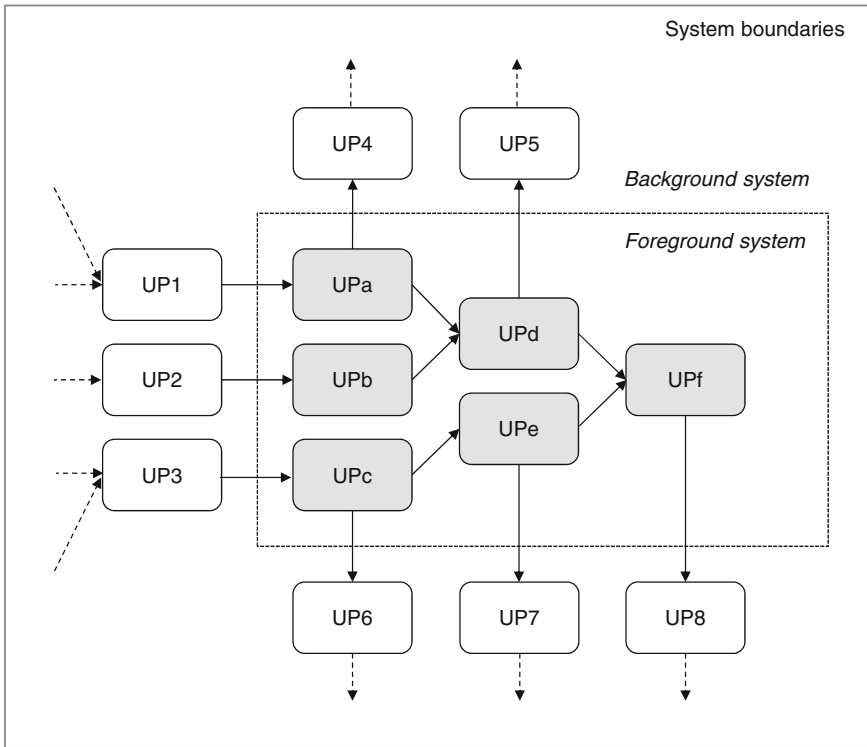 System boundaries
UP4
UP5
Background system
Foreground system
UP1
UPa
UPd
UP2
UPb
UPf
UPe
UP3
UPc
UP6
UP7
UP8